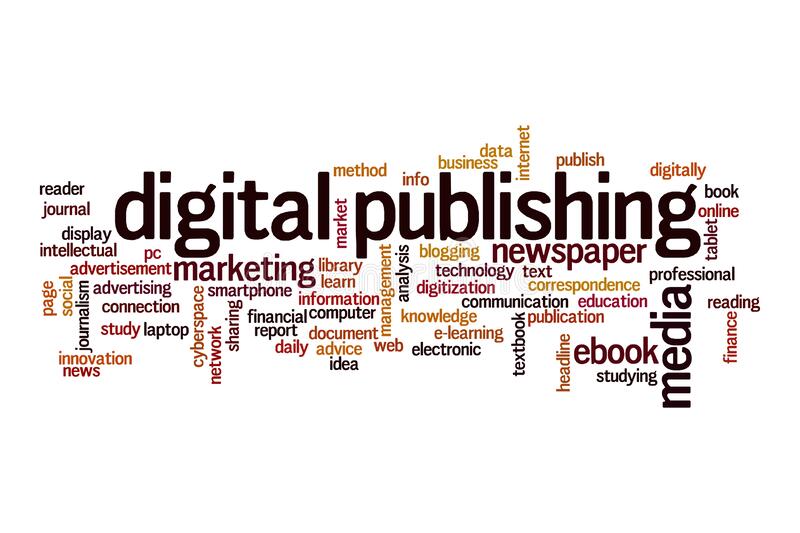 internet
data
business
publish
method
info
digitally
reader
digital publishing
book
journal
market
online
tablet
display
intellectual
pc
blogging
newspaper
analysis
management
advertisement
marketing
library
technology text
professional
learn
page
social
journalism
advertising
smartphone
digitization
correspondence
media
connection
cyberspace
sharing
information
communication
education
reading
financial computer
knowledge
textbook
publication
finance
study laptop
network
report
document
e-learning
headline
ebook
innovation
daily
advice
web
electronic
news
idea
studying